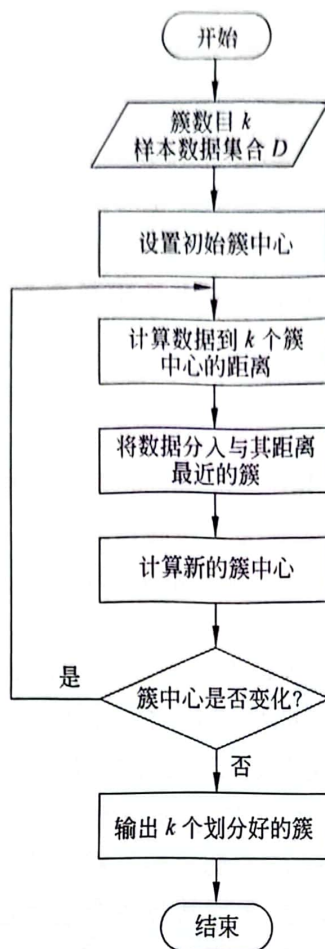 开始
簇数目 k
样本数据集合 D
设置初始簇中心
计算数据到 k 个簇
中心的距离
将数据分入与其距离
最近的簇
计算新的簇中心
是
簇中心是否变化?
否
输出 k 个划分好的簇
结束